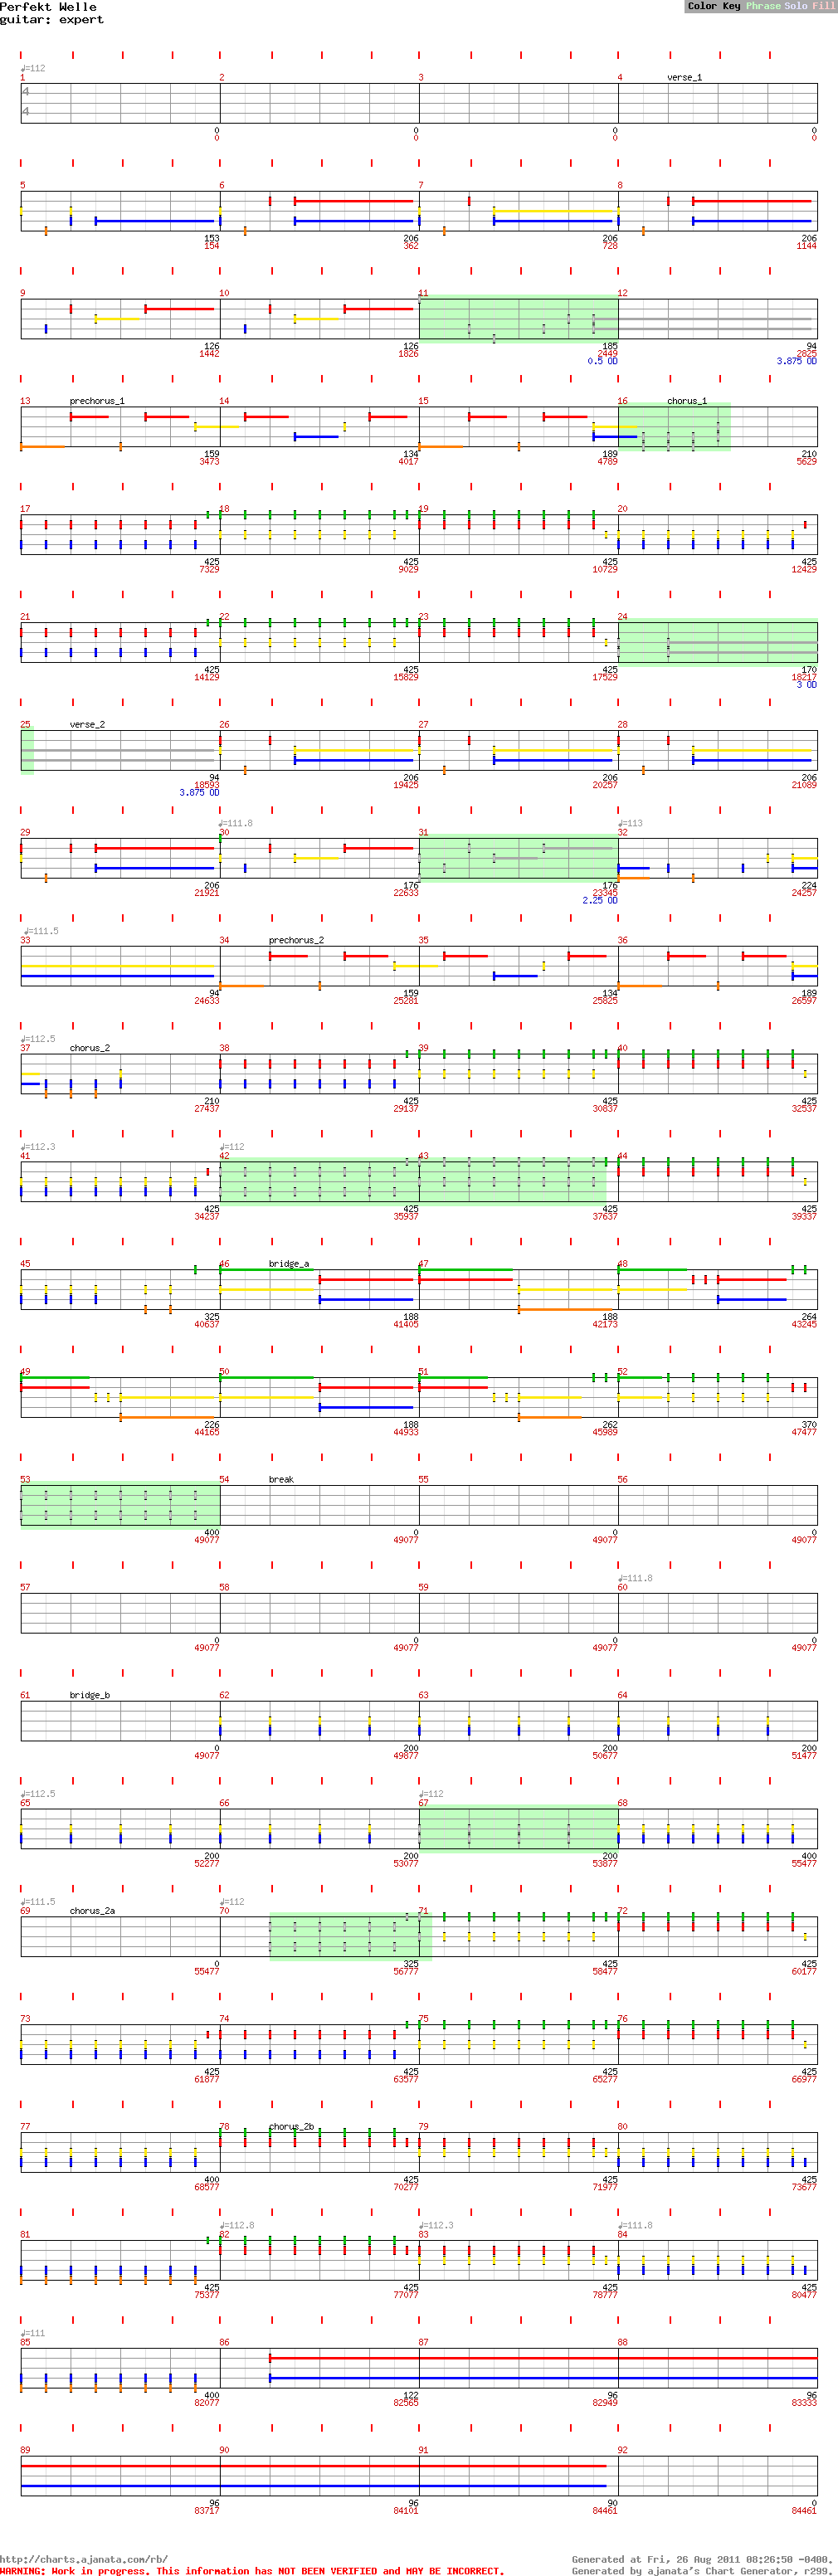 Perfekt Welle
Color Key Phrase Solo Fill
guitar: expert
♩=112
1 2 3 4 verse_1
4
4
0 0 0 0
0 0 0 0
5 6 7 8
153 206 206 206
154 362 728 1144
9 10 11 12
126 126 185 94
1442 1826 2449 2825
0.5 OD 3.875 OD
13 prechorus_1 14 15 16 chorus_1
159 134 189 210
3473 4017 4789 5629
17 18 19 20
425 425 425 425
7329 9029 10729 12429
21 22 23 24
425 425 425 170
14129 15829 17529 18217
3 OD
25 verse_2 26 27 28
94 206 206 206
18593 19425 20257 21089
3.875 OD
♩=111.8 ♩=113
29 30 31 32
206 176 176 224
21921 22633 23345 24257
2.25 OD
♩=111.5
33 34 prechorus_2 35 36
94 159 134 189
24633 25281 25825 26597
♩=112.5
37 chorus_2 38 39 40
210 425 425 425
27437 29137 30837 32537
♩=112.3 ♩=112
41 42 43 44
425 425 425 425
34237 35937 37637 39337
45 46 bridge_a 47 48
325 188 188 264
40637 41405 42173 43245
49 50 51 52
226 188 262 370
44165 44933 45989 47477
53 54 break 55 56
400 0 0 0
49077 49077 49077 49077
♩=111.8
57 58 59 60
0 0 0 0
49077 49077 49077 49077
61 bridge_b 62 63 64
0 200 200 200
49077 49877 50677 51477
♩=112.5 ♩=112
65 66 67 68
200 200 200 400
52277 53077 53877 55477
♩=111.5 ♩=112
69 chorus_2a 70 71 72
0 325 425 425
55477 56777 58477 60177
73 74 75 76
425 425 425 425
61877 63577 65277 66977
77 78 chorus_2b 79 80
400 425 425 425
68577 70277 71977 73677
♩=112.8 ♩=112.3 ♩=111.8
81 82 83 84
425 425 425 425
75377 77077 78777 80477
♩=111
85 86 87 88
400 122 96 96
82077 82565 82949 83333
89 90 91 92
96 96 90 0
83717 84101 84461 84461
http://charts.ajanata.com/rb/ Generated at Fri, 26 Aug 2011 08:26:50 -0400.
WARNING: Work in progress. This information has NOT BEEN VERIFIED and MAY BE INCORRECT. Generated by ajanata's Chart Generator, r299.